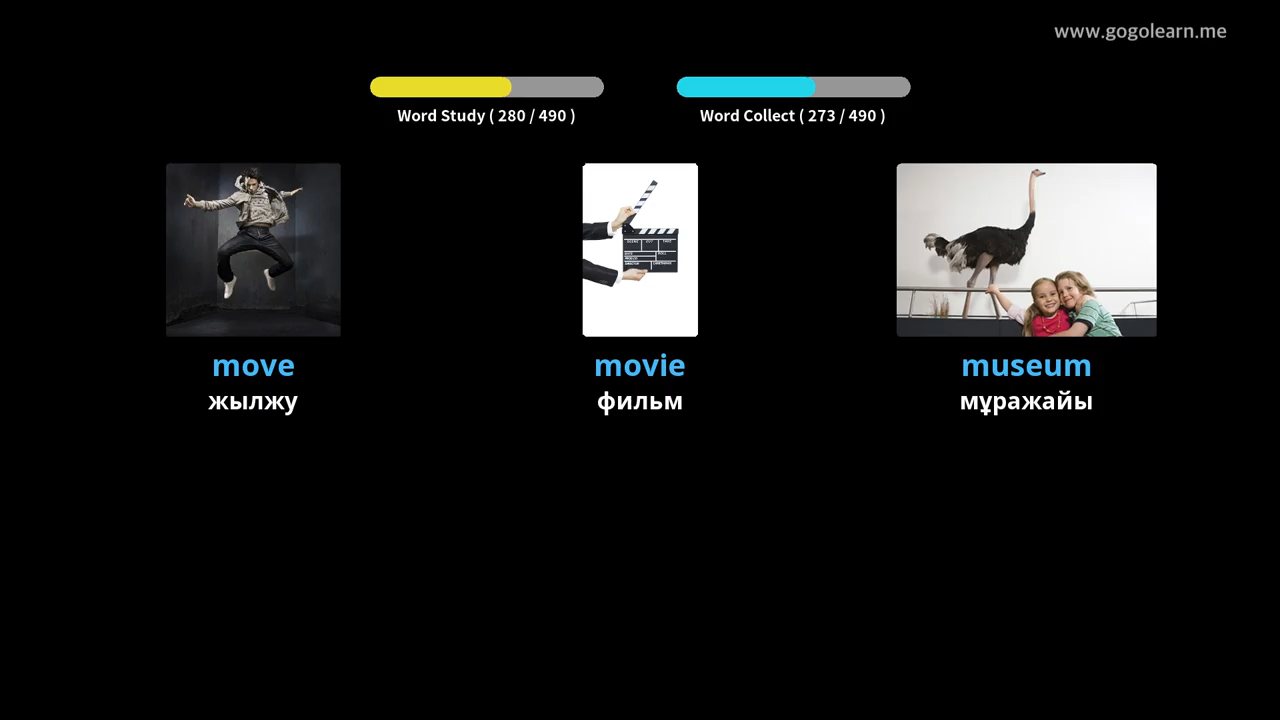 www.gogolearn.me
Word Study ( 280 / 490 )
Word Collect ( 273 / 490 )
move
movie
museum
жылжу
фильм
мұражайы